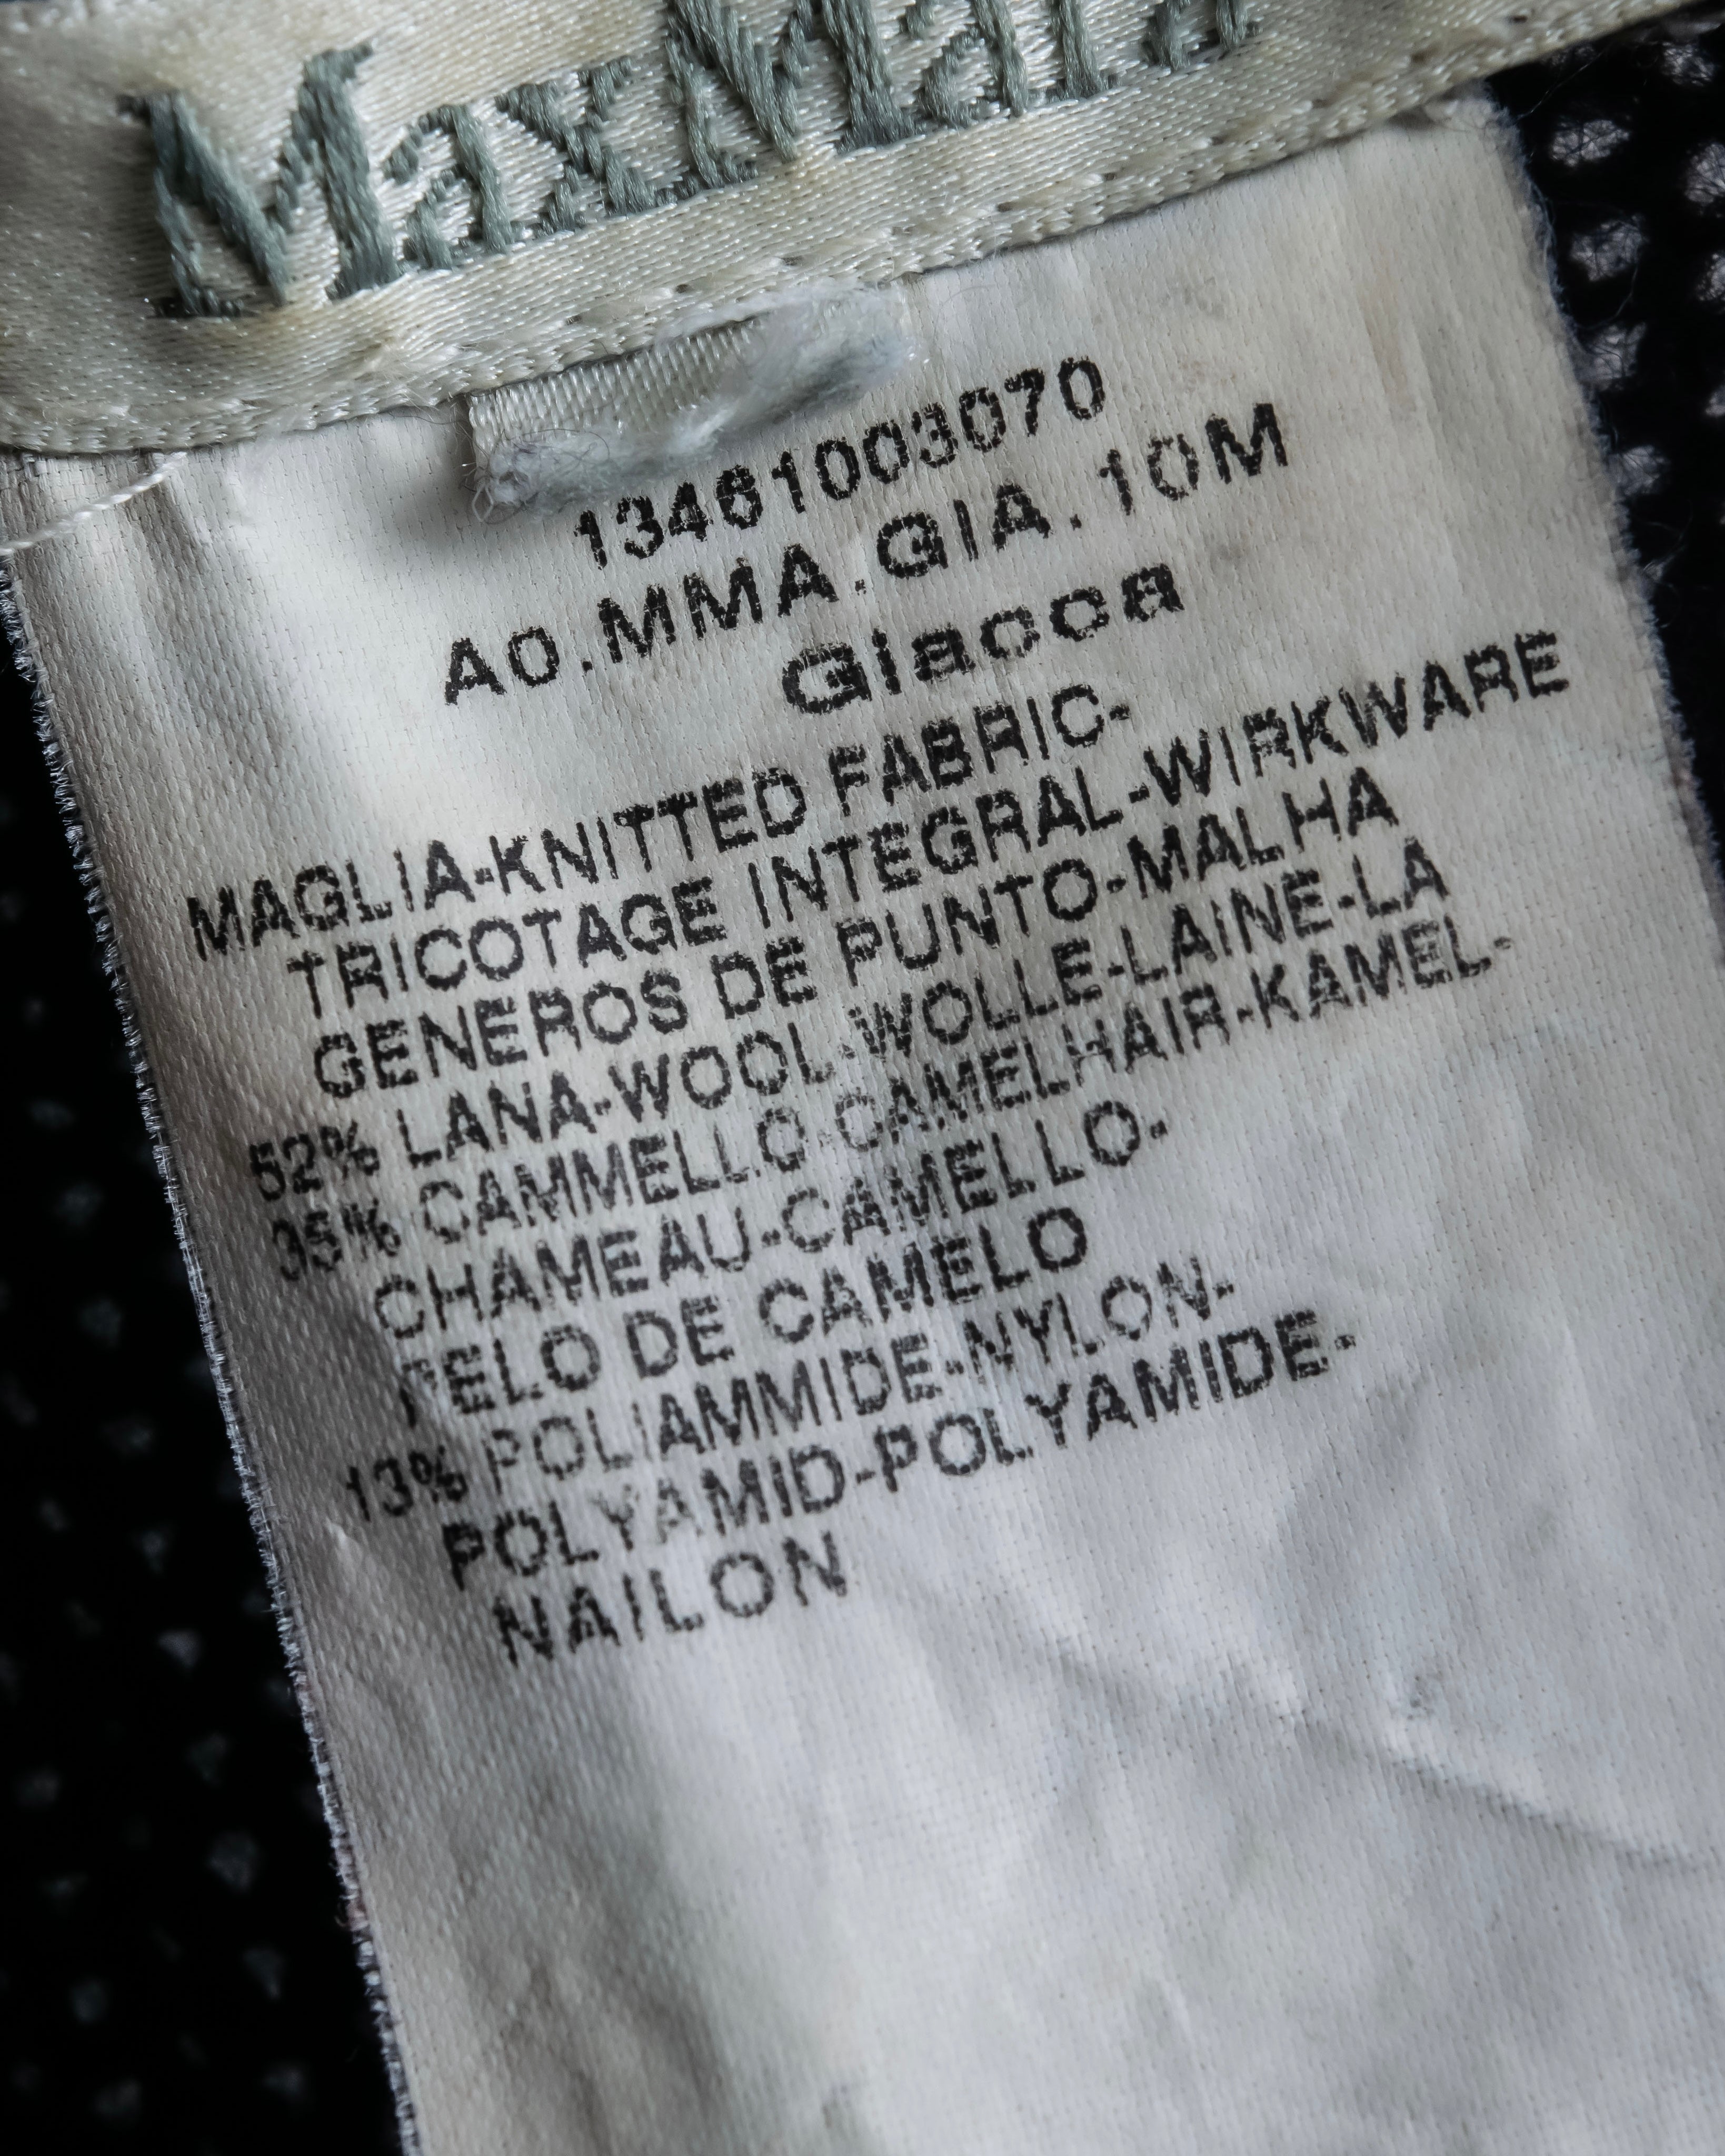 MaxMara
13461003070
AO.MMA.GIA.10M
Giacca
MAGLIA-KNITTED FABRIC-
TRICOTAGE INTEGRAL-WIRKWARE
GENEROS DE PUNTO-MALHA
52% LANA-WOOL-WOLLE-LAINE-LA
35% CAMMELLO-CAMELHAIR-KAMEL-
CHAMEAU-CAMELLO-
PELO DE CAMELO
13% POLIAMMIDE-NYLON-
POLYAMID-POLYAMIDE-
NAILON